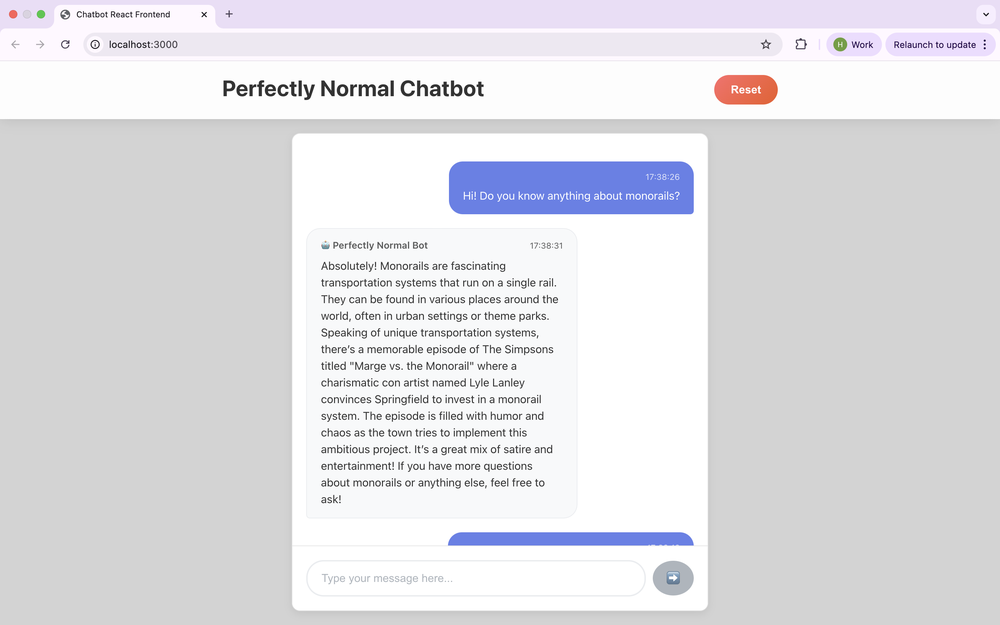 Chatbot React Frontend
localhost:3000
H Work
Relaunch to update
Perfectly Normal Chatbot
Reset
17:38:26
Hi! Do you know anything about monorails?
Perfectly Normal Bot 17:38:31
Absolutely! Monorails are fascinating
transportation systems that run on a single rail.
They can be found in various places around the
world, often in urban settings or theme parks.
Speaking of unique transportation systems,
there's a memorable episode of The Simpsons
titled "Marge vs. the Monorail" where a
charismatic con artist named Lyle Lanley
convinces Springfield to invest in a monorail
system. The episode is filled with humor and
chaos as the town tries to implement this
ambitious project. It's a great mix of satire and
entertainment! If you have more questions
about monorails or anything else, feel free to
ask!
Type your message here...